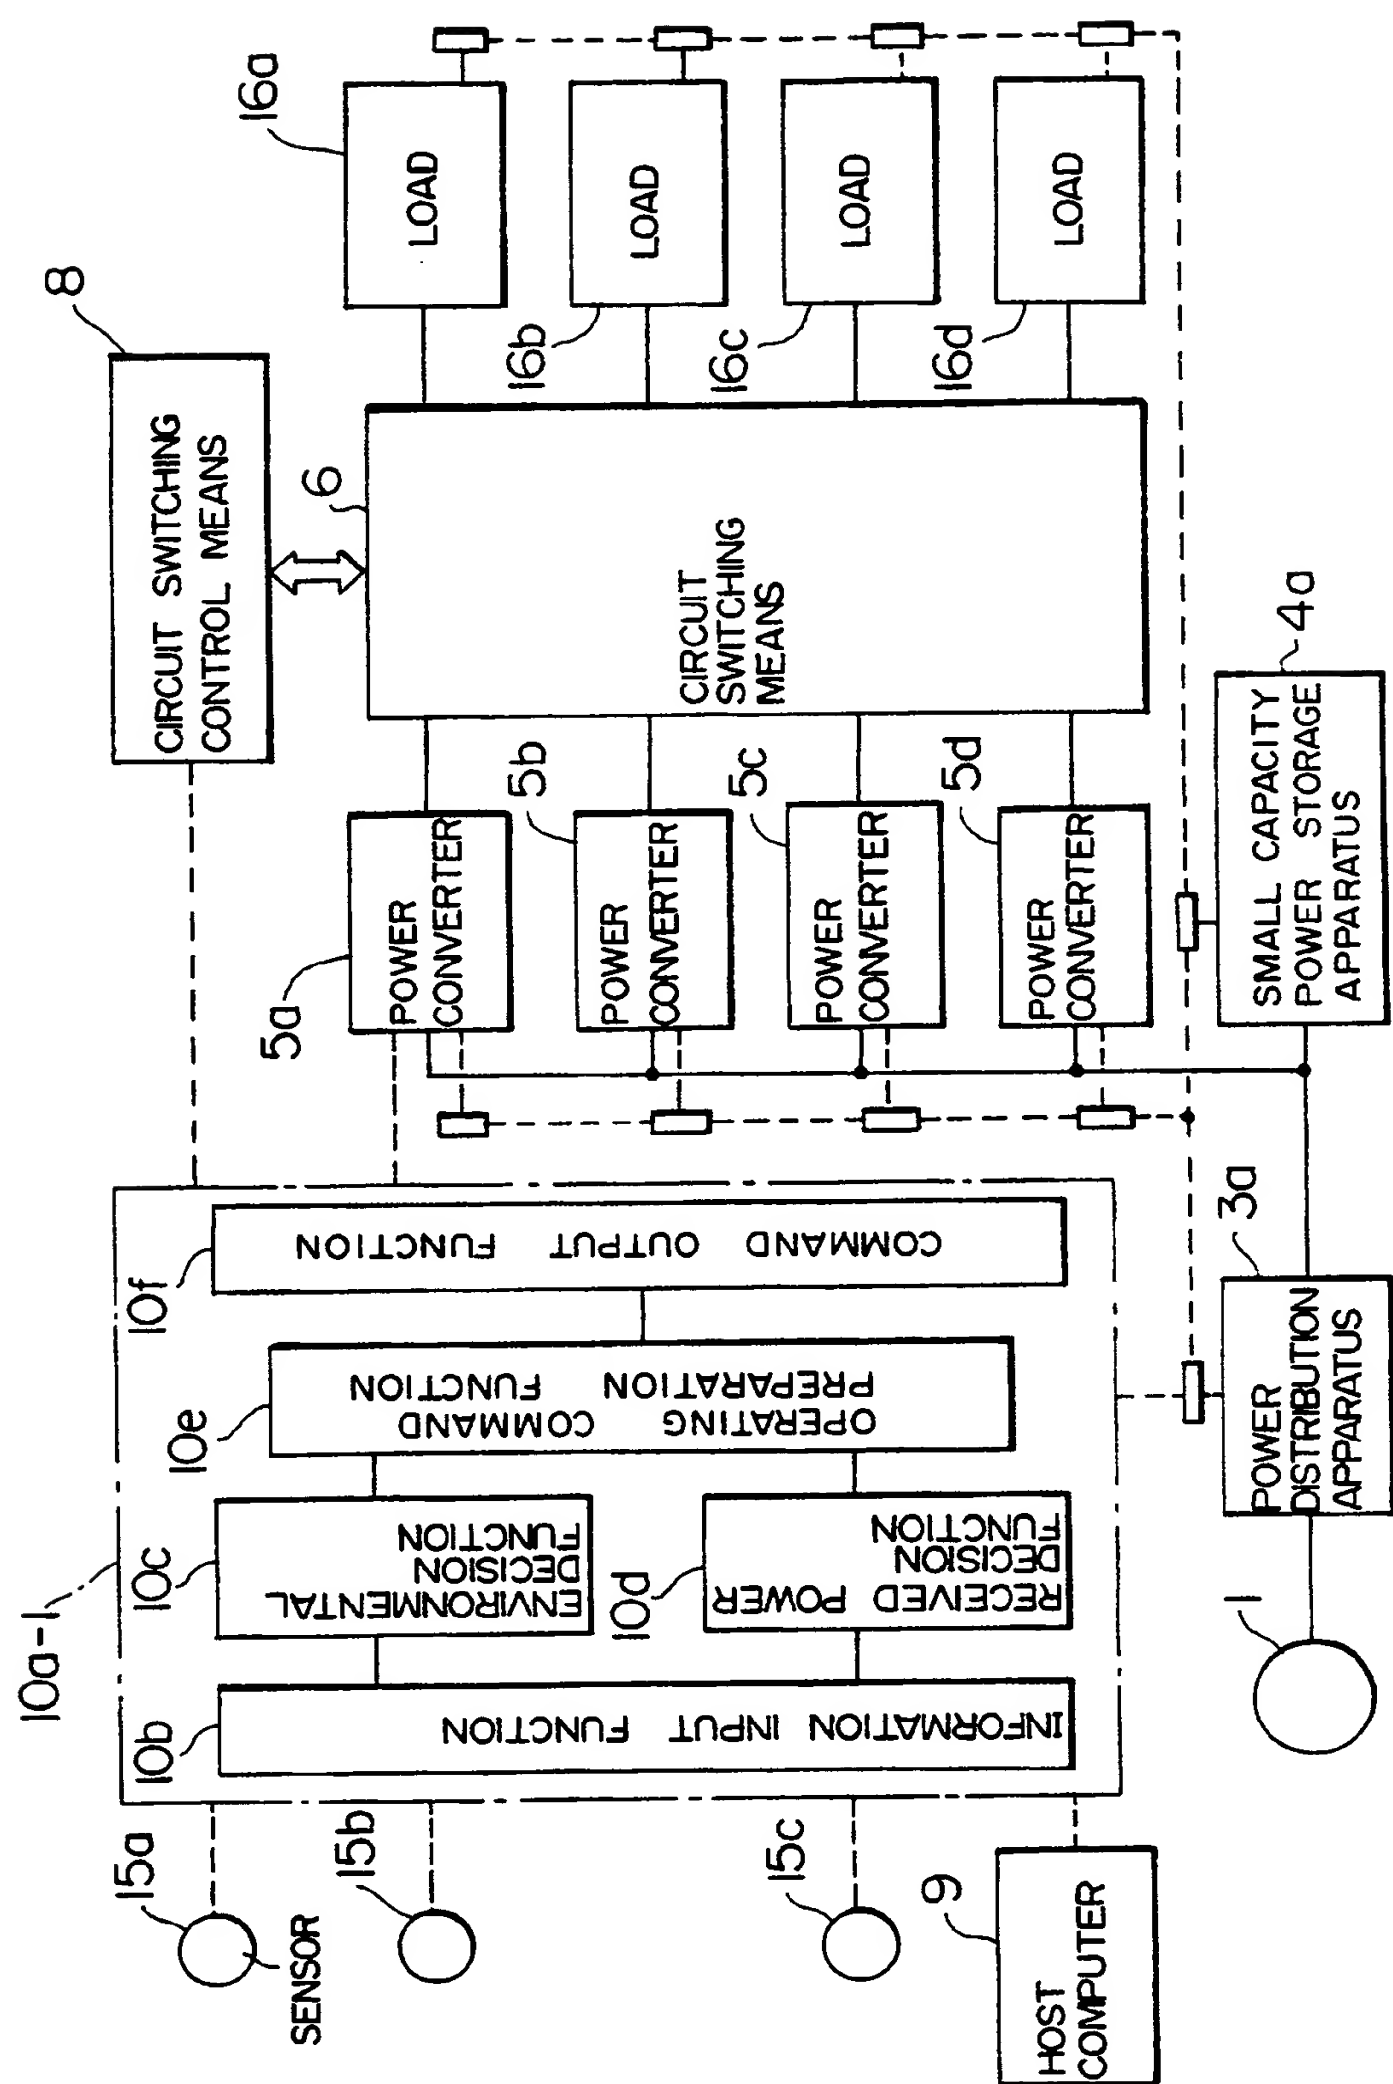 10a-1
15a
SENSOR
15b
15c
9
HOST
COMPUTER
10b
INFORMATION INPUT FUNCTION
10c
ENVIRONMENTAL
DECISION
FUNCTION
10d
RECEIVED POWER
DECISION
FUNCTION
10e
OPERATING COMMAND
PREPARATION FUNCTION
10f
COMMAND OUTPUT FUNCTION
8
CIRCUIT SWITCHING
CONTROL MEANS
5a
POWER
CONVERTER
5b
POWER
CONVERTER
5c
POWER
CONVERTER
5d
POWER
CONVERTER
6
CIRCUIT
SWITCHING
MEANS
16a
LOAD
16b
LOAD
16c
LOAD
16d
LOAD
1
3a
POWER
DISTRIBUTION
APPARATUS
4a
SMALL CAPACITY
POWER STORAGE
APPARATUS